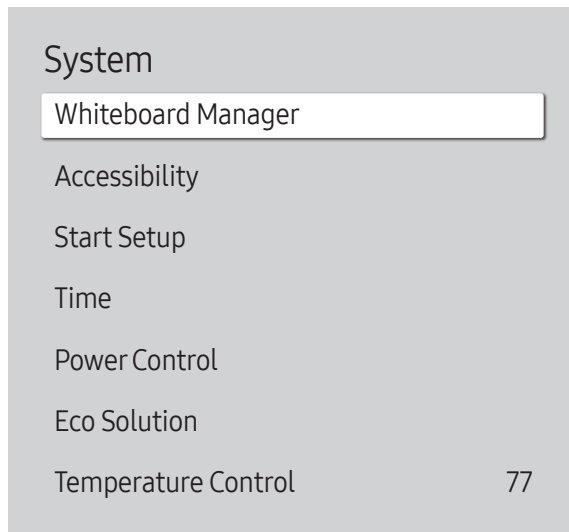 System
Whiteboard Manager
Accessibility
Start Setup
Time
Power Control
Eco Solution
Temperature Control 77